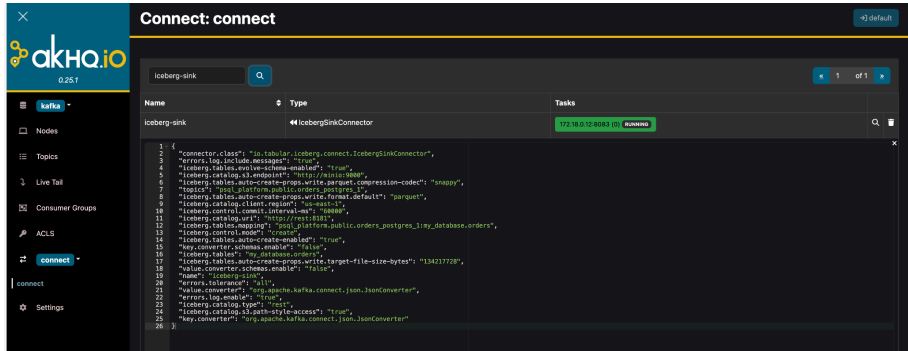 Connect: connect
default
akHQ.io
0.25.1
iceberg-sink
« 1 of 1 »
kafka
Nodes
Topics
Live Tail
Consumer Groups
ACLS
connect
connect
Settings
Name Type Tasks
iceberg-sink IcebergSinkConnector 172.18.0.12:8083 (0) RUNNING
×
1 {
2 "connector.class": "io.tabular.iceberg.connect.IcebergSinkConnector",
3 "errors.log.include.messages": "true",
4 "iceberg.tables.evolve-schema-enabled": "true",
5 "iceberg.catalog.s3.endpoint": "http://minio:9000",
6 "iceberg.tables.auto-create-props.write.parquet.compression-codec": "snappy",
7 "topics": "psql_platform.public.orders_postgres_1",
8 "iceberg.tables.auto-create-props.write.format.default": "parquet",
9 "iceberg.catalog.client.region": "us-east-1",
10 "iceberg.control.commit.interval-ms": "60000",
11 "iceberg.catalog.uri": "http://rest:8181",
12 "iceberg.tables.mapping": "psql_platform.public.orders_postgres_1:my_database.orders",
13 "iceberg.control.mode": "create",
14 "iceberg.tables.auto-create-enabled": "true",
15 "key.converter.schemas.enable": "false",
16 "iceberg.tables": "my_database.orders",
17 "iceberg.tables.auto-create-props.write.target-file-size-bytes": "134217728",
18 "value.converter.schemas.enable": "false",
19 "name": "iceberg-sink",
20 "errors.tolerance": "all",
21 "value.converter": "org.apache.kafka.connect.json.JsonConverter",
22 "errors.log.enable": "true",
23 "iceberg.catalog.type": "rest",
24 "iceberg.catalog.s3.path-style-access": "true",
25 "key.converter": "org.apache.kafka.connect.json.JsonConverter"
26 }